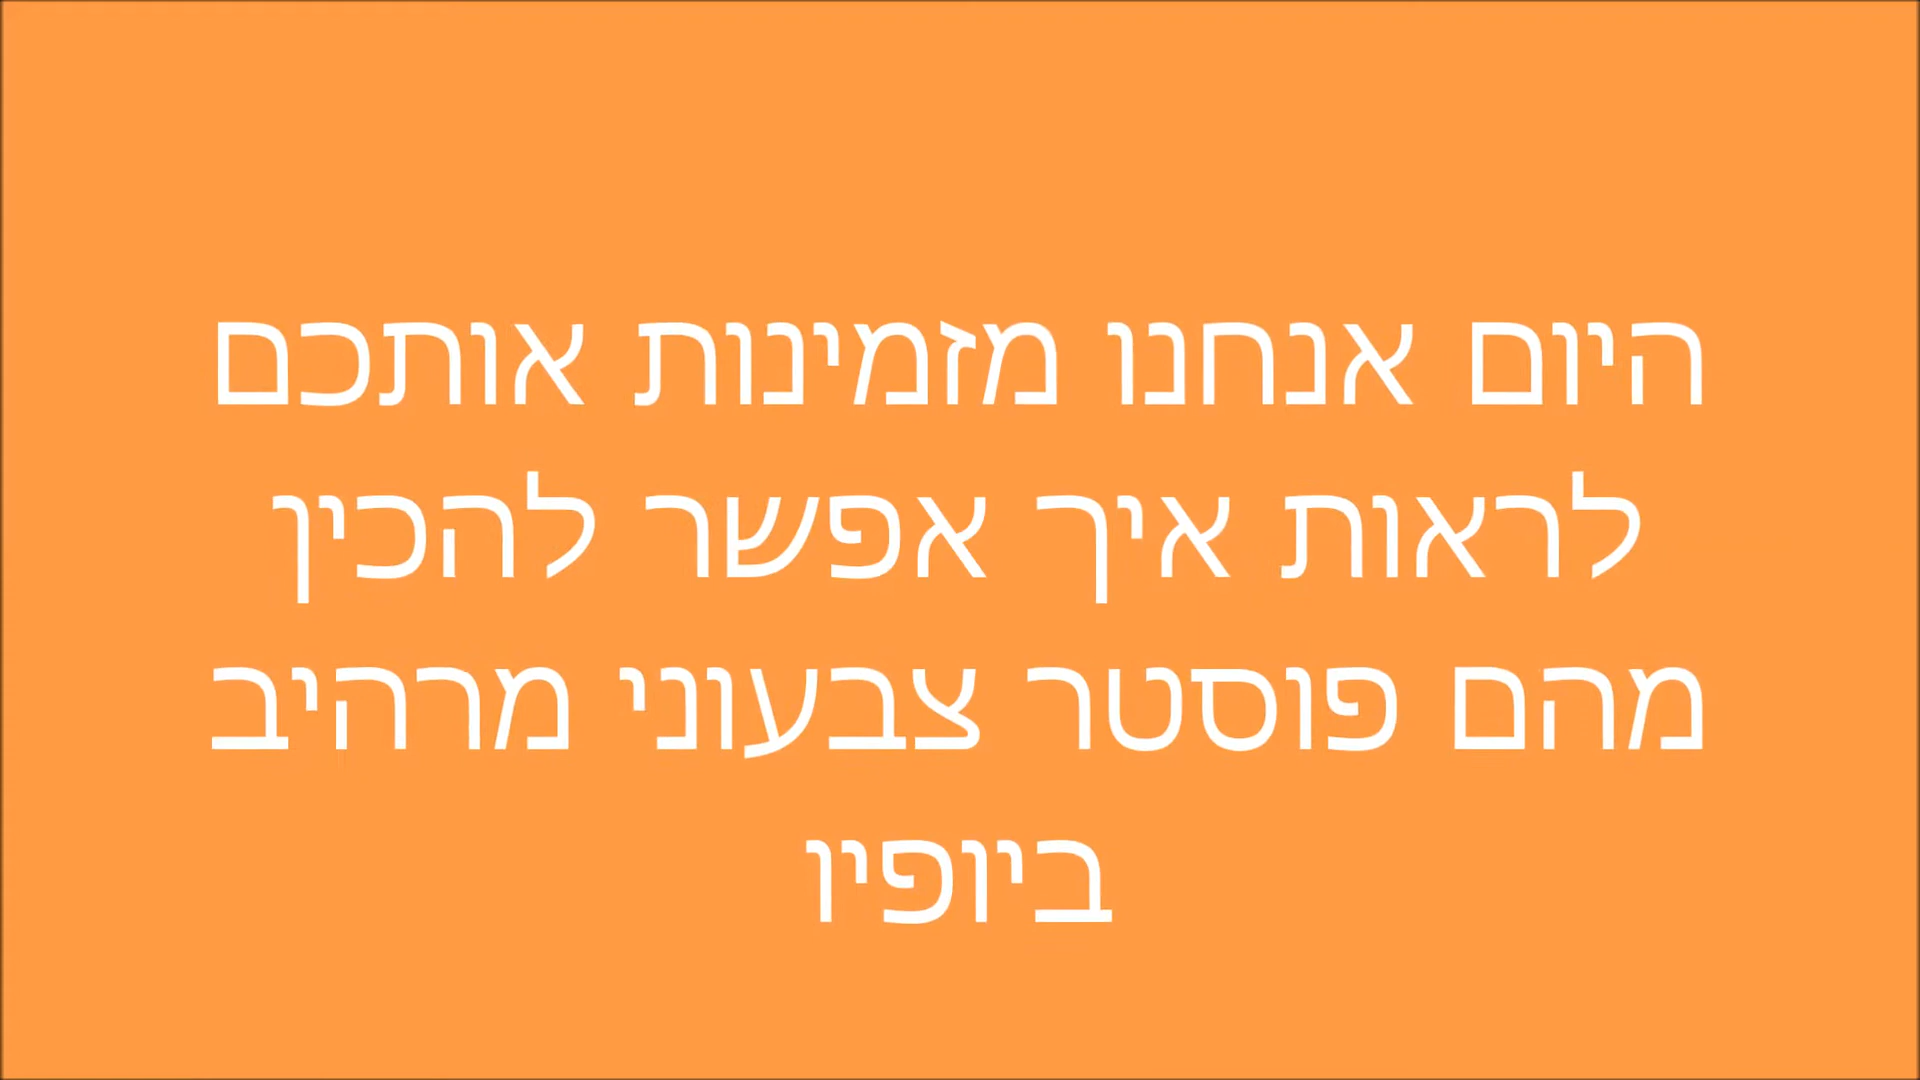 היום אנחנו מזמינות אותכם
לראות איך אפשר להכין
מהם פוסטר צבעוני מרהיב
ביופיו